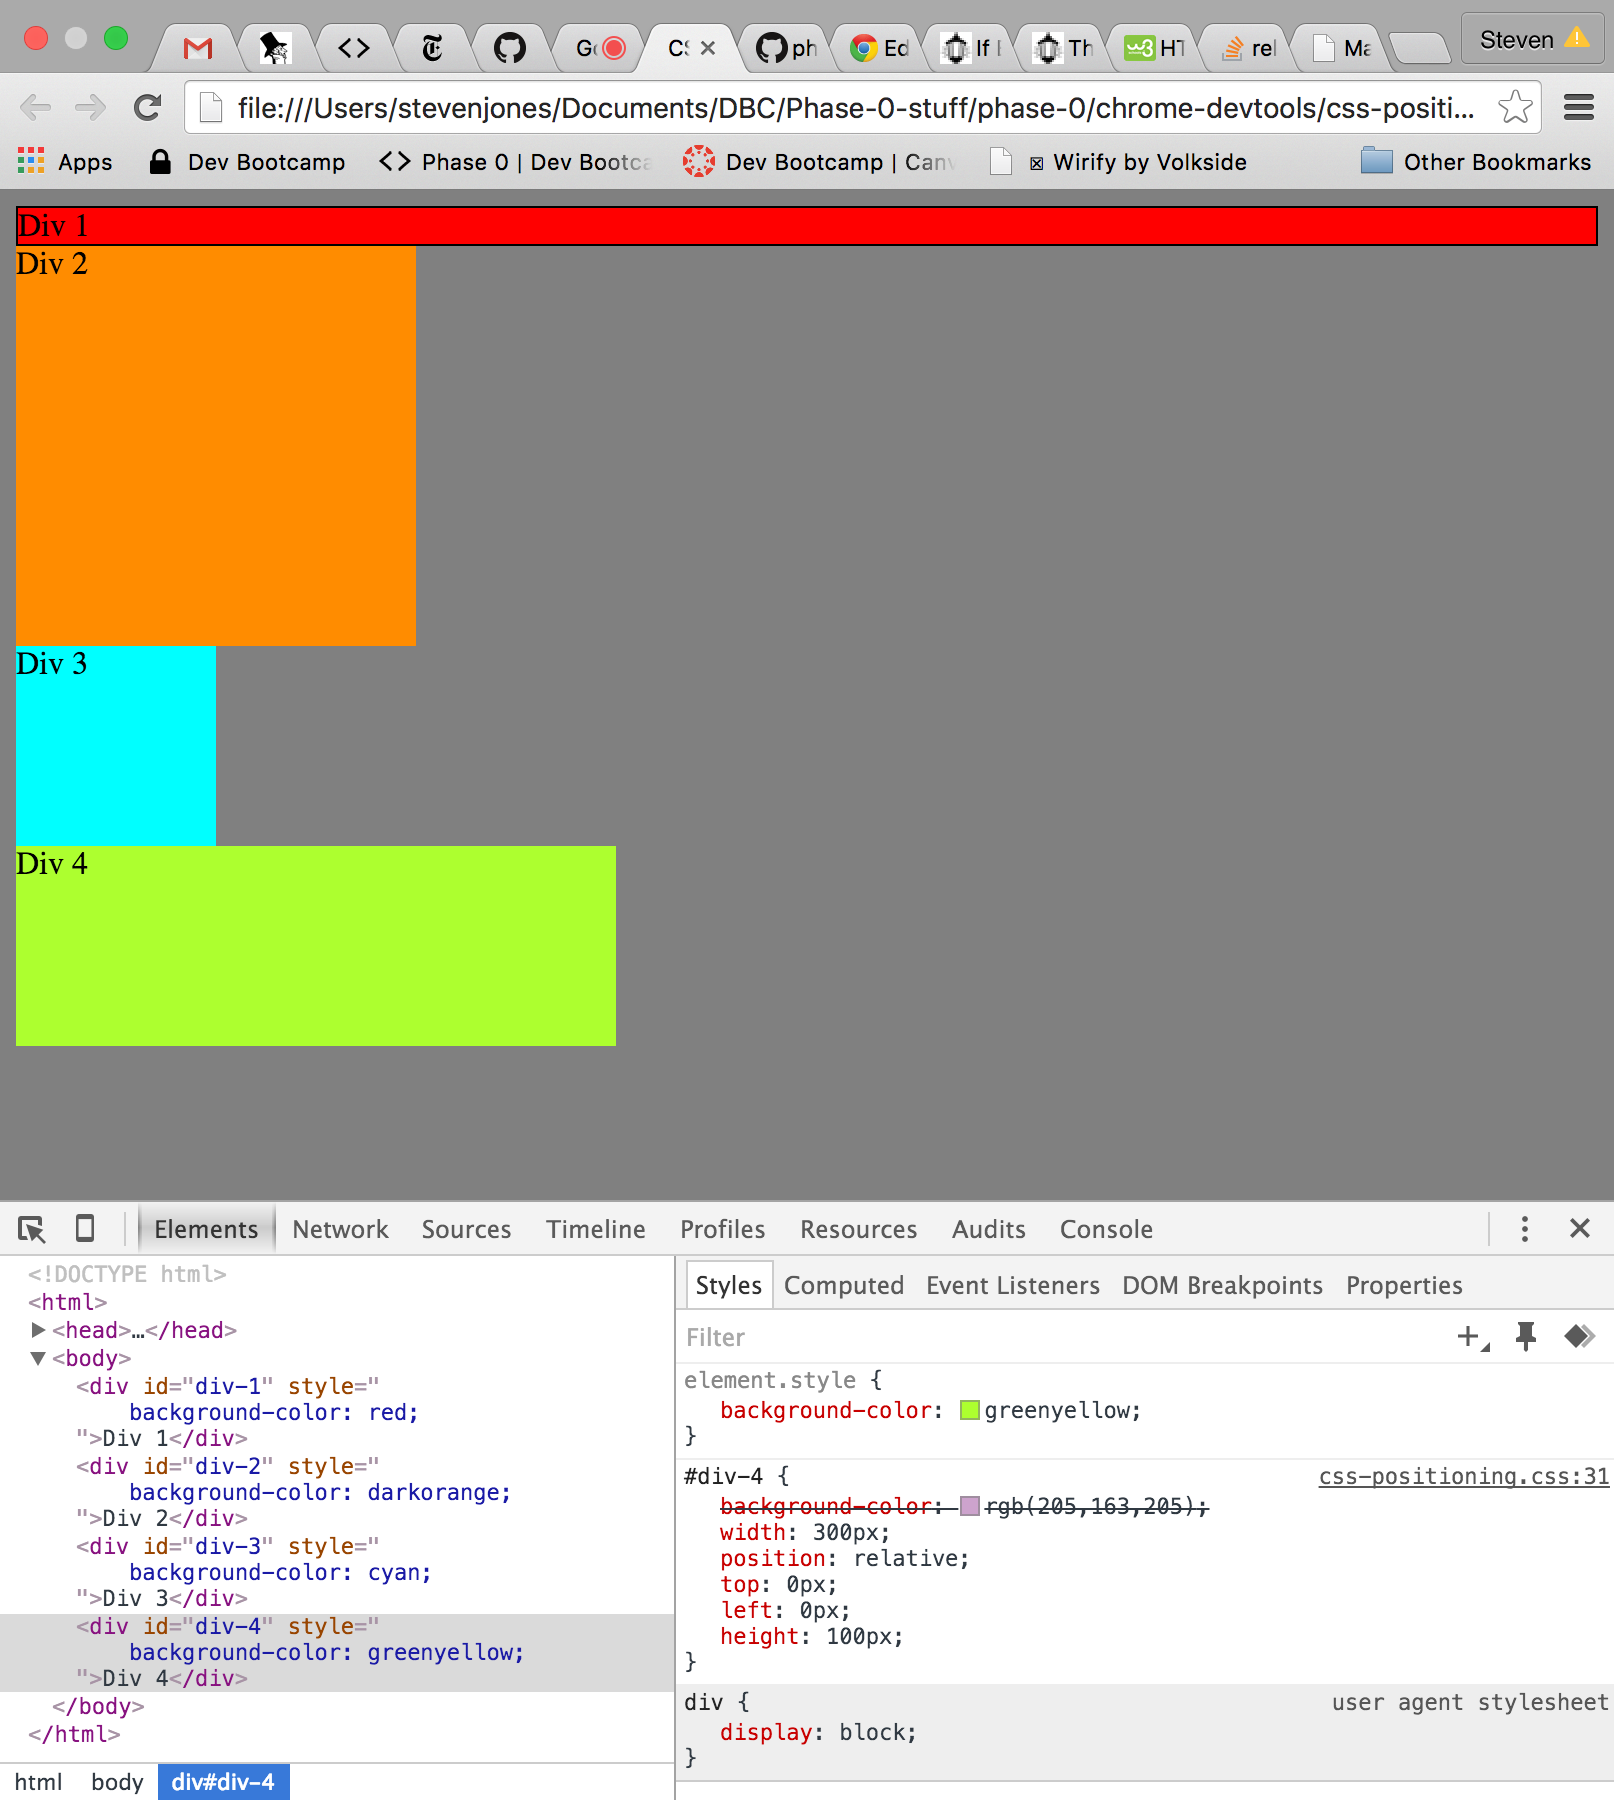 G
CS
ph
Ed
If
Th
w3 HT
rel
Ma
Steven
file:///Users/stevenjones/Documents/DBC/Phase-0-stuff/phase-0/chrome-devtools/css-positi...
Apps
Dev Bootcamp
<> Phase 0 | Dev Bootca
Dev Bootcamp | Canv
Wirify by Volkside
Other Bookmarks
Div 1
Div 2
Div 3
Div 4
Elements Network Sources Timeline Profiles Resources Audits Console
<!DOCTYPE html>
<html>
<head>…</head>
<body>
<div id="div-1" style="
background-color: red;
">Div 1</div>
<div id="div-2" style="
background-color: darkorange;
">Div 2</div>
<div id="div-3" style="
background-color: cyan;
">Div 3</div>
<div id="div-4" style="
background-color: greenyellow;
">Div 4</div>
</body>
</html>
html body div#div-4
Styles Computed Event Listeners DOM Breakpoints Properties
Filter
element.style {
background-color: greenyellow;
}
#div-4 { css-positioning.css:31
background-color: rgb(205,163,205);
width: 300px;
position: relative;
top: 0px;
left: 0px;
height: 100px;
}
div { user agent stylesheet
display: block;
}